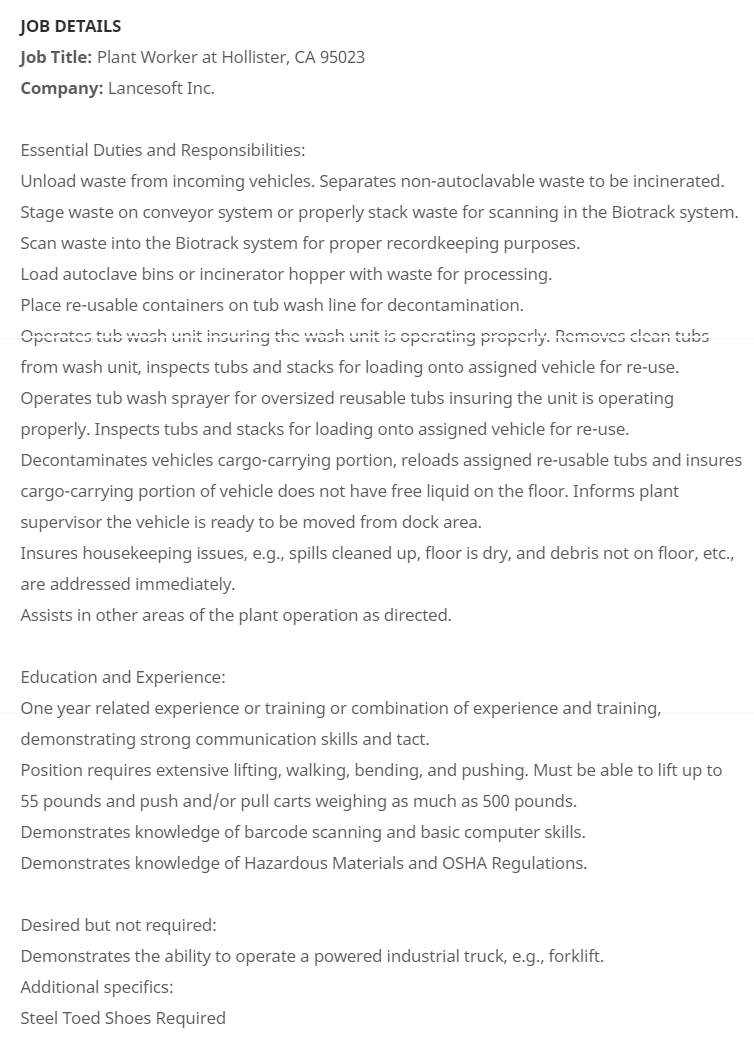 JOB DETAILS
Job Title: Plant Worker at Hollister, CA 95023
Company: Lancesoft Inc.
Essential Duties and Responsibilities:
Unload waste from incoming vehicles. Separates non-autoclavable waste to be incinerated.
Stage waste on conveyor system or properly stack waste for scanning in the Biotrack system.
Scan waste into the Biotrack system for proper recordkeeping purposes.
Load autoclave bins or incinerator hopper with waste for processing.
Place re-usable containers on tub wash line for decontamination.
Operates tub wash unit insuring the wash unit is operating properly. Removes clean tubs
from wash unit, inspects tubs and stacks for loading onto assigned vehicle for re-use.
Operates tub wash sprayer for oversized reusable tubs insuring the unit is operating
properly. Inspects tubs and stacks for loading onto assigned vehicle for re-use.
Decontaminates vehicles cargo-carrying portion, reloads assigned re-usable tubs and insures
cargo-carrying portion of vehicle does not have free liquid on the floor. Informs plant
supervisor the vehicle is ready to be moved from dock area.
Insures housekeeping issues, e.g., spills cleaned up, floor is dry, and debris not on floor, etc.,
are addressed immediately.
Assists in other areas of the plant operation as directed.
Education and Experience:
One year related experience or training or combination of experience and training,
demonstrating strong communication skills and tact.
Position requires extensive lifting, walking, bending, and pushing. Must be able to lift up to
55 pounds and push and/or pull carts weighing as much as 500 pounds.
Demonstrates knowledge of barcode scanning and basic computer skills.
Demonstrates knowledge of Hazardous Materials and OSHA Regulations.
Desired but not required:
Demonstrates the ability to operate a powered industrial truck, e.g., forklift.
Additional specifics:
Steel Toed Shoes Required